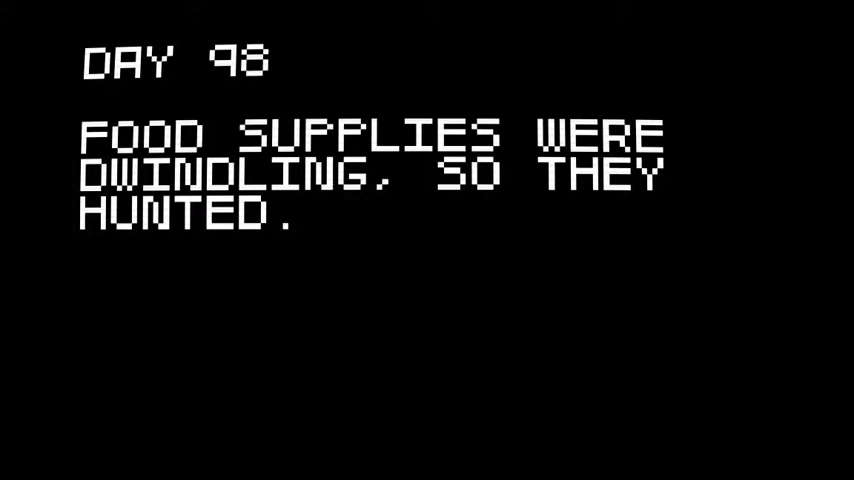 DAY 98
FOOD SUPPLIES WERE
DWINDLING, SO THEY
HUNTED.